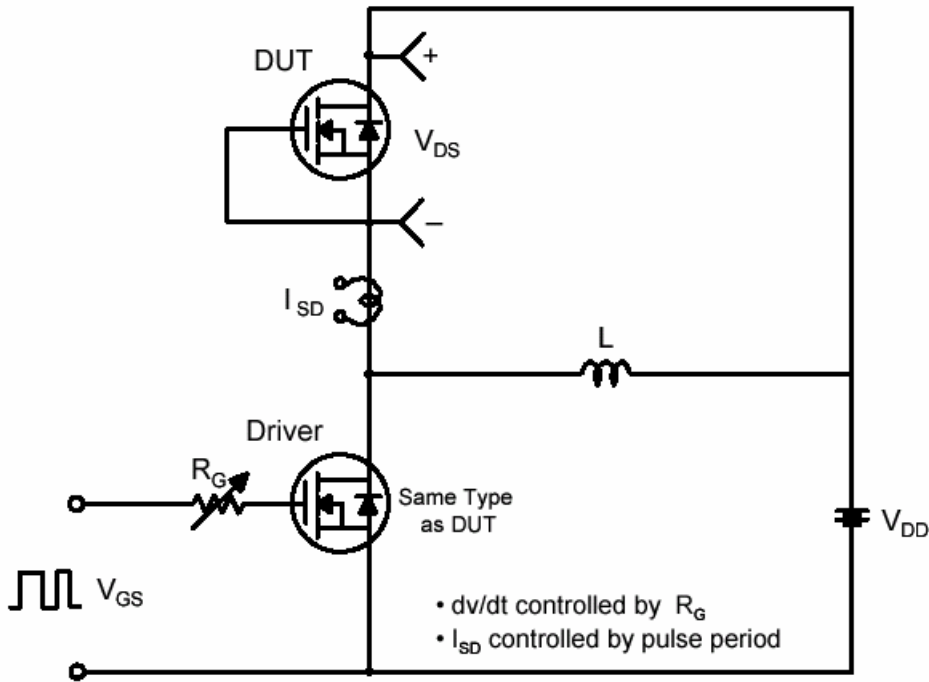 +
DUT
V_DS
–
I_SD
L
Driver
R_G
Same Type
as DUT
V_DD
V_GS
• dv/dt controlled by R_G
• I_SD controlled by pulse period